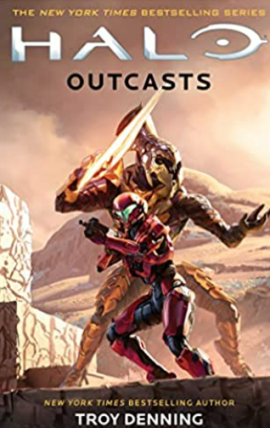 THE NEW YORK TIMES BESTSELLING SERIES
HALO
OUTCASTS
NEW YORK TIMES BESTSELLING AUTHOR
TROY DENNING